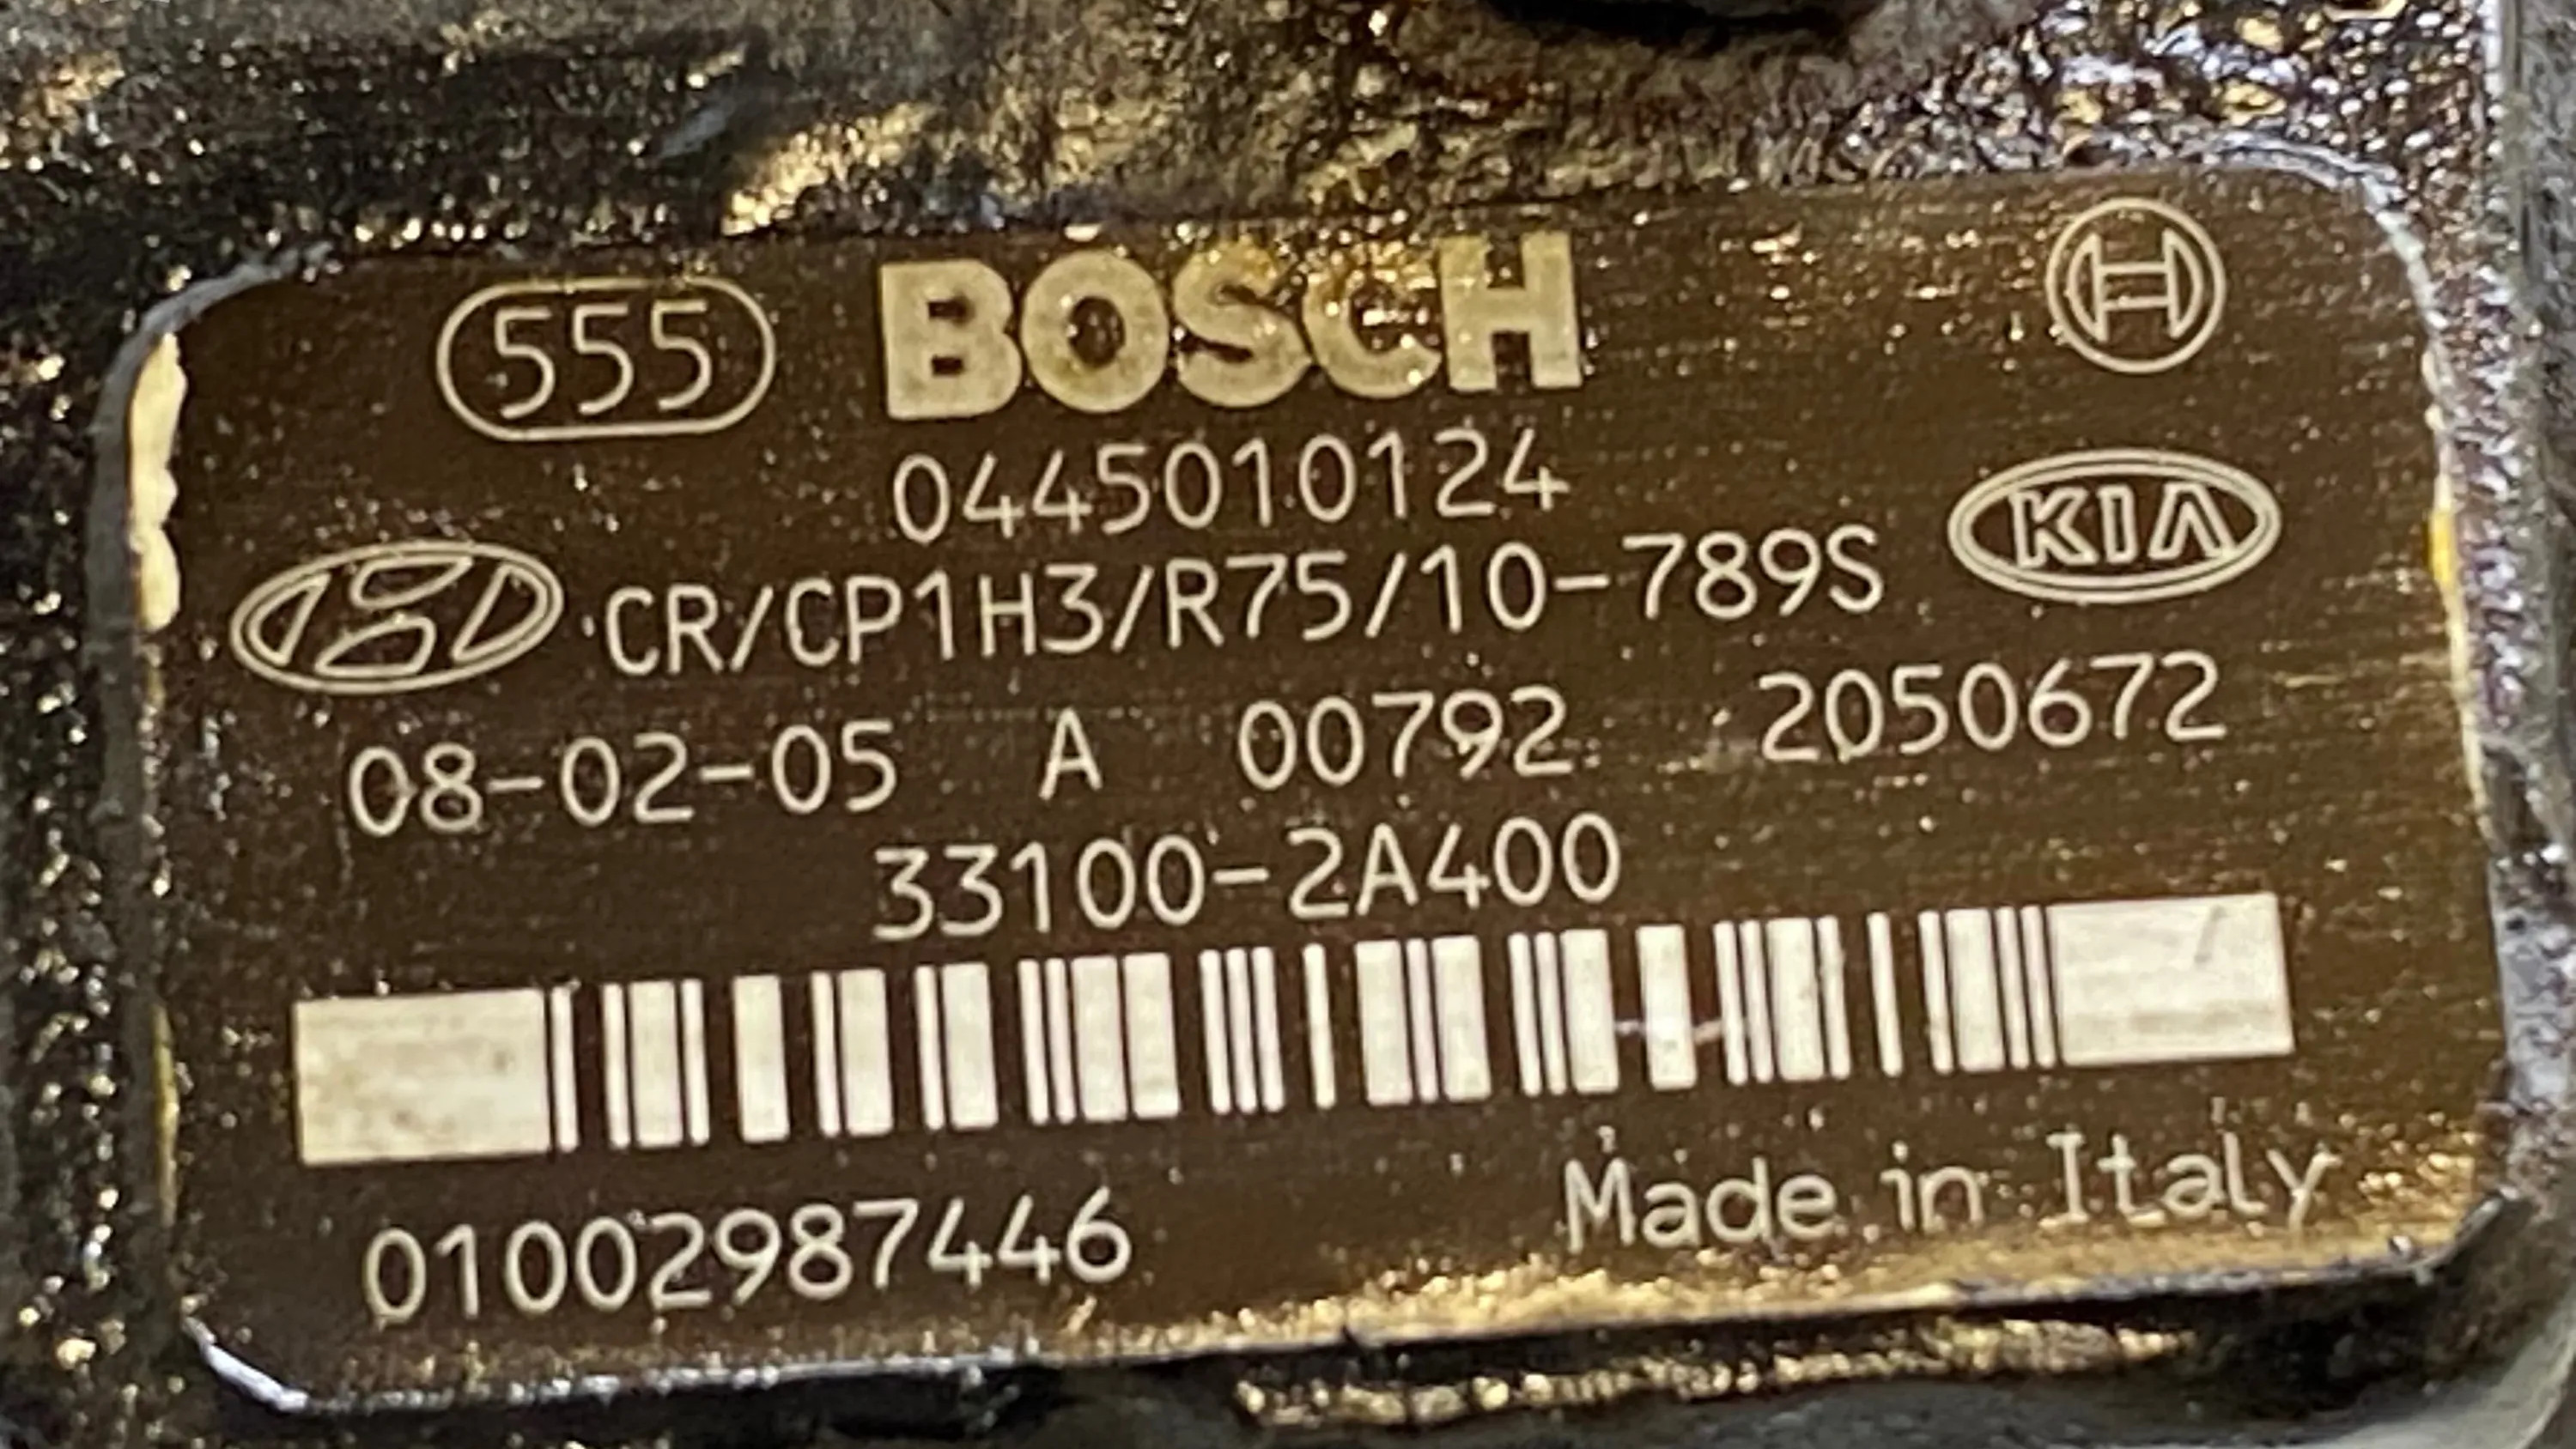 555 BOSCH
0445010124
CR/CP1H3/R75/10-789S KIA
08-02-05 A 00792 2050672
33100-2A400
01002987446 Made in Italy